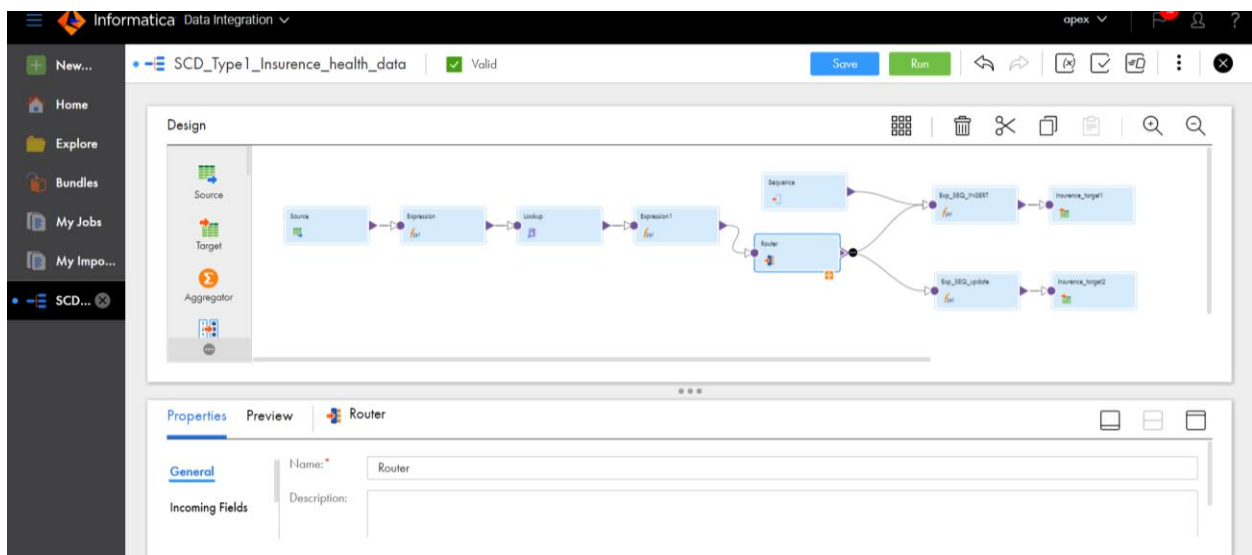 Informatica Data Integration
apex
?
New...
SCD_Type1_Insurence_health_data
Valid
Save
Run
Home
Explore
Bundles
My Jobs
My Impo...
SCD...
Design
Source
Target
Aggregator
Source
Expression
Lookup
Expression1
Sequence
Router
Exp_SEQ_INSERT
Insurence_target1
Exp_SEQ_update
Insurence_target2
Properties
Preview
Router
General
Incoming Fields
Name:*
Router
Description: